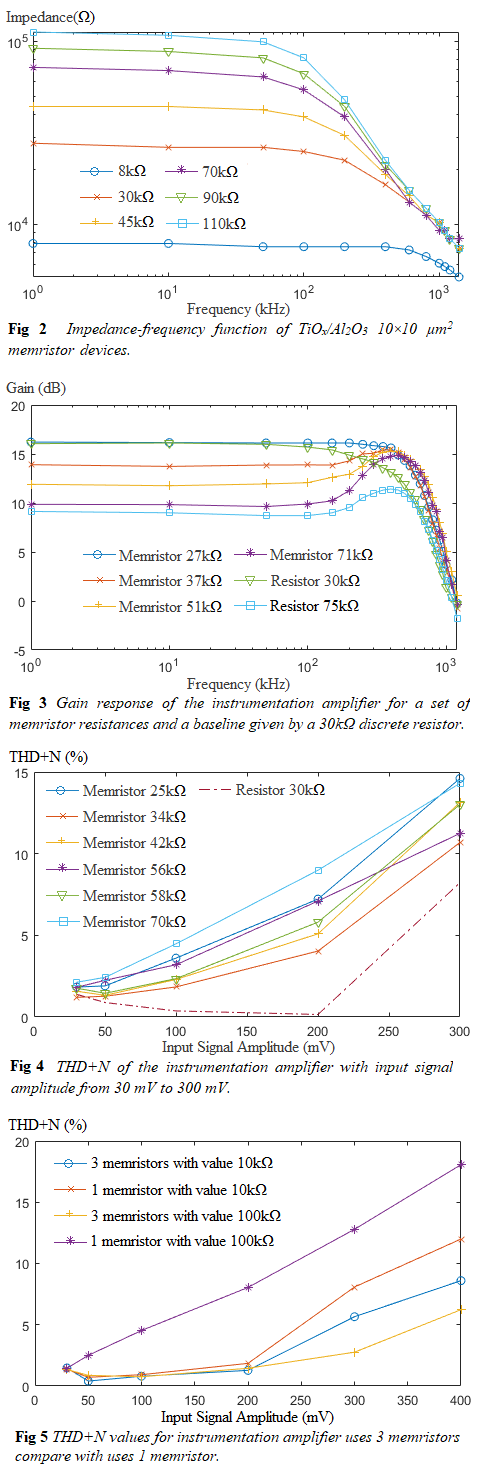 Impedance(Ω)
10⁵
10⁴
8kΩ 70kΩ
30kΩ 90kΩ
45kΩ 110kΩ
10⁰ 10¹ 10² 10³
Frequency (kHz)
Fig 2 Impedance-frequency function of TiOₓ/Al₂O₃ 10×10 µm²
memristor devices.
Gain (dB)
20
15
10
5
0
-5
Memristor 27kΩ Memristor 71kΩ
Memristor 37kΩ Resistor 30kΩ
Memristor 51kΩ Resistor 75kΩ
10⁰ 10¹ 10² 10³
Frequency (kHz)
Fig 3 Gain response of the instrumentation amplifier for a set of
memristor resistances and a baseline given by a 30kΩ discrete resistor.
THD+N (%)
15
10
5
0
Memristor 25kΩ Resistor 30kΩ
Memristor 34kΩ
Memristor 42kΩ
Memristor 56kΩ
Memristor 58kΩ
Memristor 70kΩ
0 50 100 150 200 250 300
Input Signal Amplitude (mV)
Fig 4 THD+N of the instrumentation amplifier with input signal
amplitude from 30 mV to 300 mV.
THD+N (%)
20
15
10
5
0
3 memristors with value 10kΩ
1 memristor with value 10kΩ
3 memristors with value 100kΩ
1 memristor with value 100kΩ
0 50 100 150 200 250 300 350 400
Input Signal Amplitude (mV)
Fig 5 THD+N values for instrumentation amplifier uses 3 memristors
compare with uses 1 memristor.